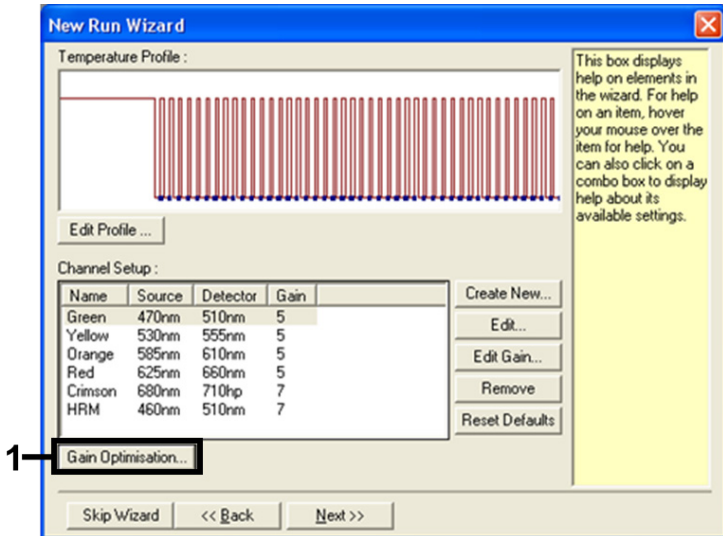 New Run Wizard
Temperature Profile :
Edit Profile ...
Channel Setup :
Name Source Detector Gain
Green 470nm 510nm 5
Yellow 530nm 555nm 5
Orange 585nm 610nm 5
Red 625nm 660nm 5
Crimson 680nm 710hp 7
HRM 460nm 510nm 7
Create New...
Edit...
Edit Gain...
Remove
Reset Defaults
1
Gain Optimisation...
Skip Wizard
<< Back
Next >>
This box displays
help on elements in
the wizard. For help
on an item, hover
your mouse over the
item for help. You
can also click on a
combo box to display
help about its
available settings.